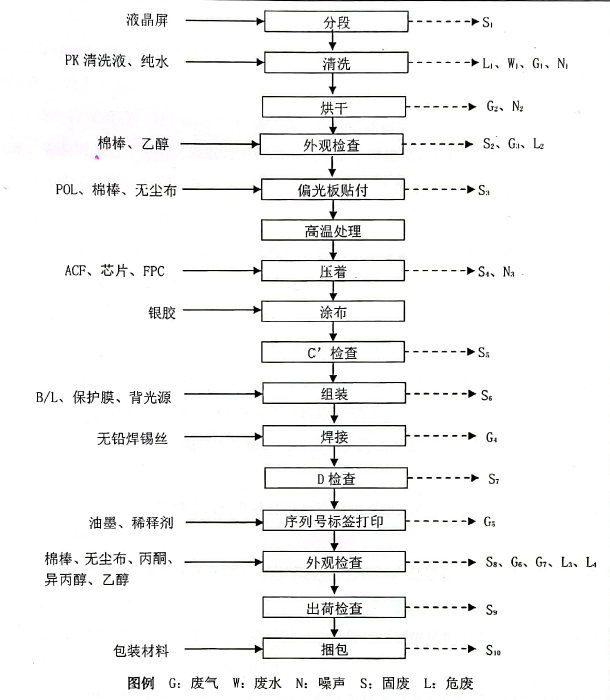 液晶屏 分段 S₁
PK 清洗液、纯水 清洗 L₁、W₁、G₁、N₁
烘干 G₂、N₂
棉棒、乙醇 外观检查 S₂、G₃、L₂
POL、棉棒、无尘布 偏光板贴付 S₃
高温处理
ACF、芯片、FPC 压着 S₄、N₃
银胶 涂布
C' 检查 S₅
B/L、保护膜、背光源 组装 S₆
无铅焊锡丝 焊接 G₄
D 检查 S₇
油墨、稀释剂 序列号标签打印 G₅
棉棒、无尘布、丙酮、 外观检查 S₈、G₆、G₇、L₃、L₄
异丙醇、乙醇
出荷检查 S₉
包装材料 捆包 S₁₀
图例 G：废气 W：废水 N：噪声 S：固废 L：危废